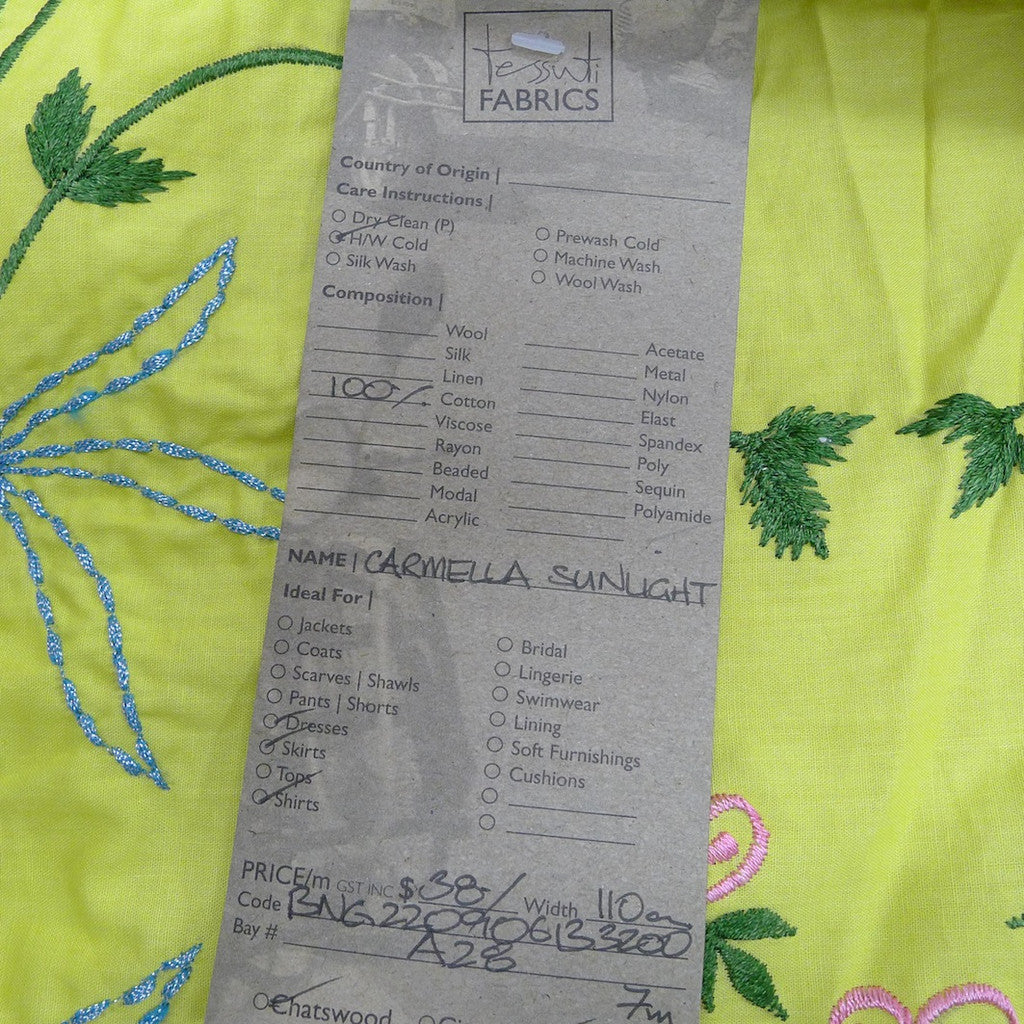 tessuti
FABRICS
Country of Origin |
Care Instructions |
Dry Clean (P)
H/W Cold
Silk Wash
Prewash Cold
Machine Wash
Wool Wash
Composition |
Wool
Silk
Linen
100% Cotton
Viscose
Rayon
Beaded
Modal
Acrylic
Acetate
Metal
Nylon
Elast
Spandex
Poly
Sequin
Polyamide
NAME | CARMELLA SUNLIGHT
Ideal For |
Jackets
Coats
Scarves | Shawls
Pants | Shorts
Dresses
Skirts
Tops
Shirts
Bridal
Lingerie
Swimwear
Lining
Soft Furnishings
Cushions
PRICE/m GST INC $38-/ Width 110cm
Code BNG220906133200
Bay # A28
7m
Chatswood